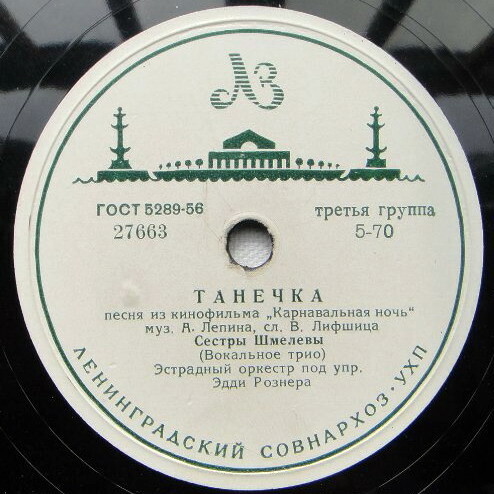 ЛЗ
ГОСТ 5289-56
третья группа
27663
5-70
ТАНЕЧКА
песня из кинофильма „Карнавальная ночь“
муз. А. Лепина, сл. В. Лифшица
Сестры Шмелевы
(Вокальное трио)
Эстрадный оркестр под упр.
Эдди Рознера
ЛЕНИНГРАДСКИЙ СОВНАРХОЗ·УХП